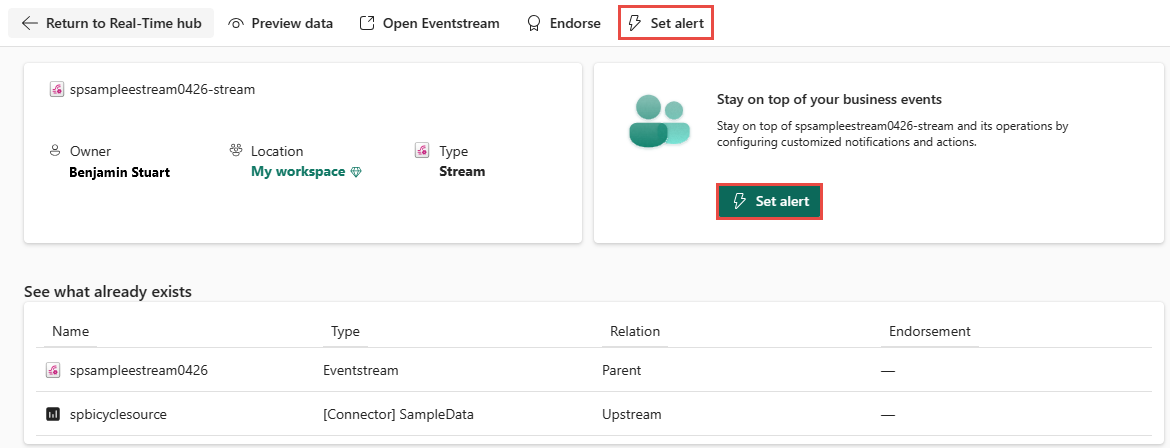 Return to Real-Time hub Preview data Open Eventstream Endorse Set alert
spsampleestream0426-stream
Owner Location Type
Benjamin Stuart My workspace Stream
Stay on top of your business events
Stay on top of spsampleestream0426-stream and its operations by
configuring customized notifications and actions.
Set alert
See what already exists
Name Type Relation Endorsement
spsampleestream0426 Eventstream Parent —
spbicyclesource [Connector] SampleData Upstream —